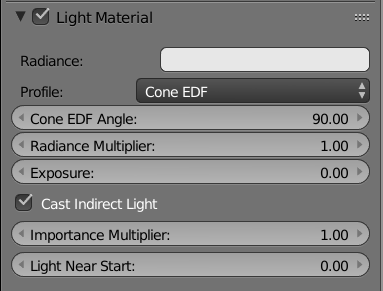 Light Material
Radiance:
Profile: Cone EDF
Cone EDF Angle: 90.00
Radiance Multiplier: 1.00
Exposure: 0.00
Cast Indirect Light
Importance Multiplier: 1.00
Light Near Start: 0.00